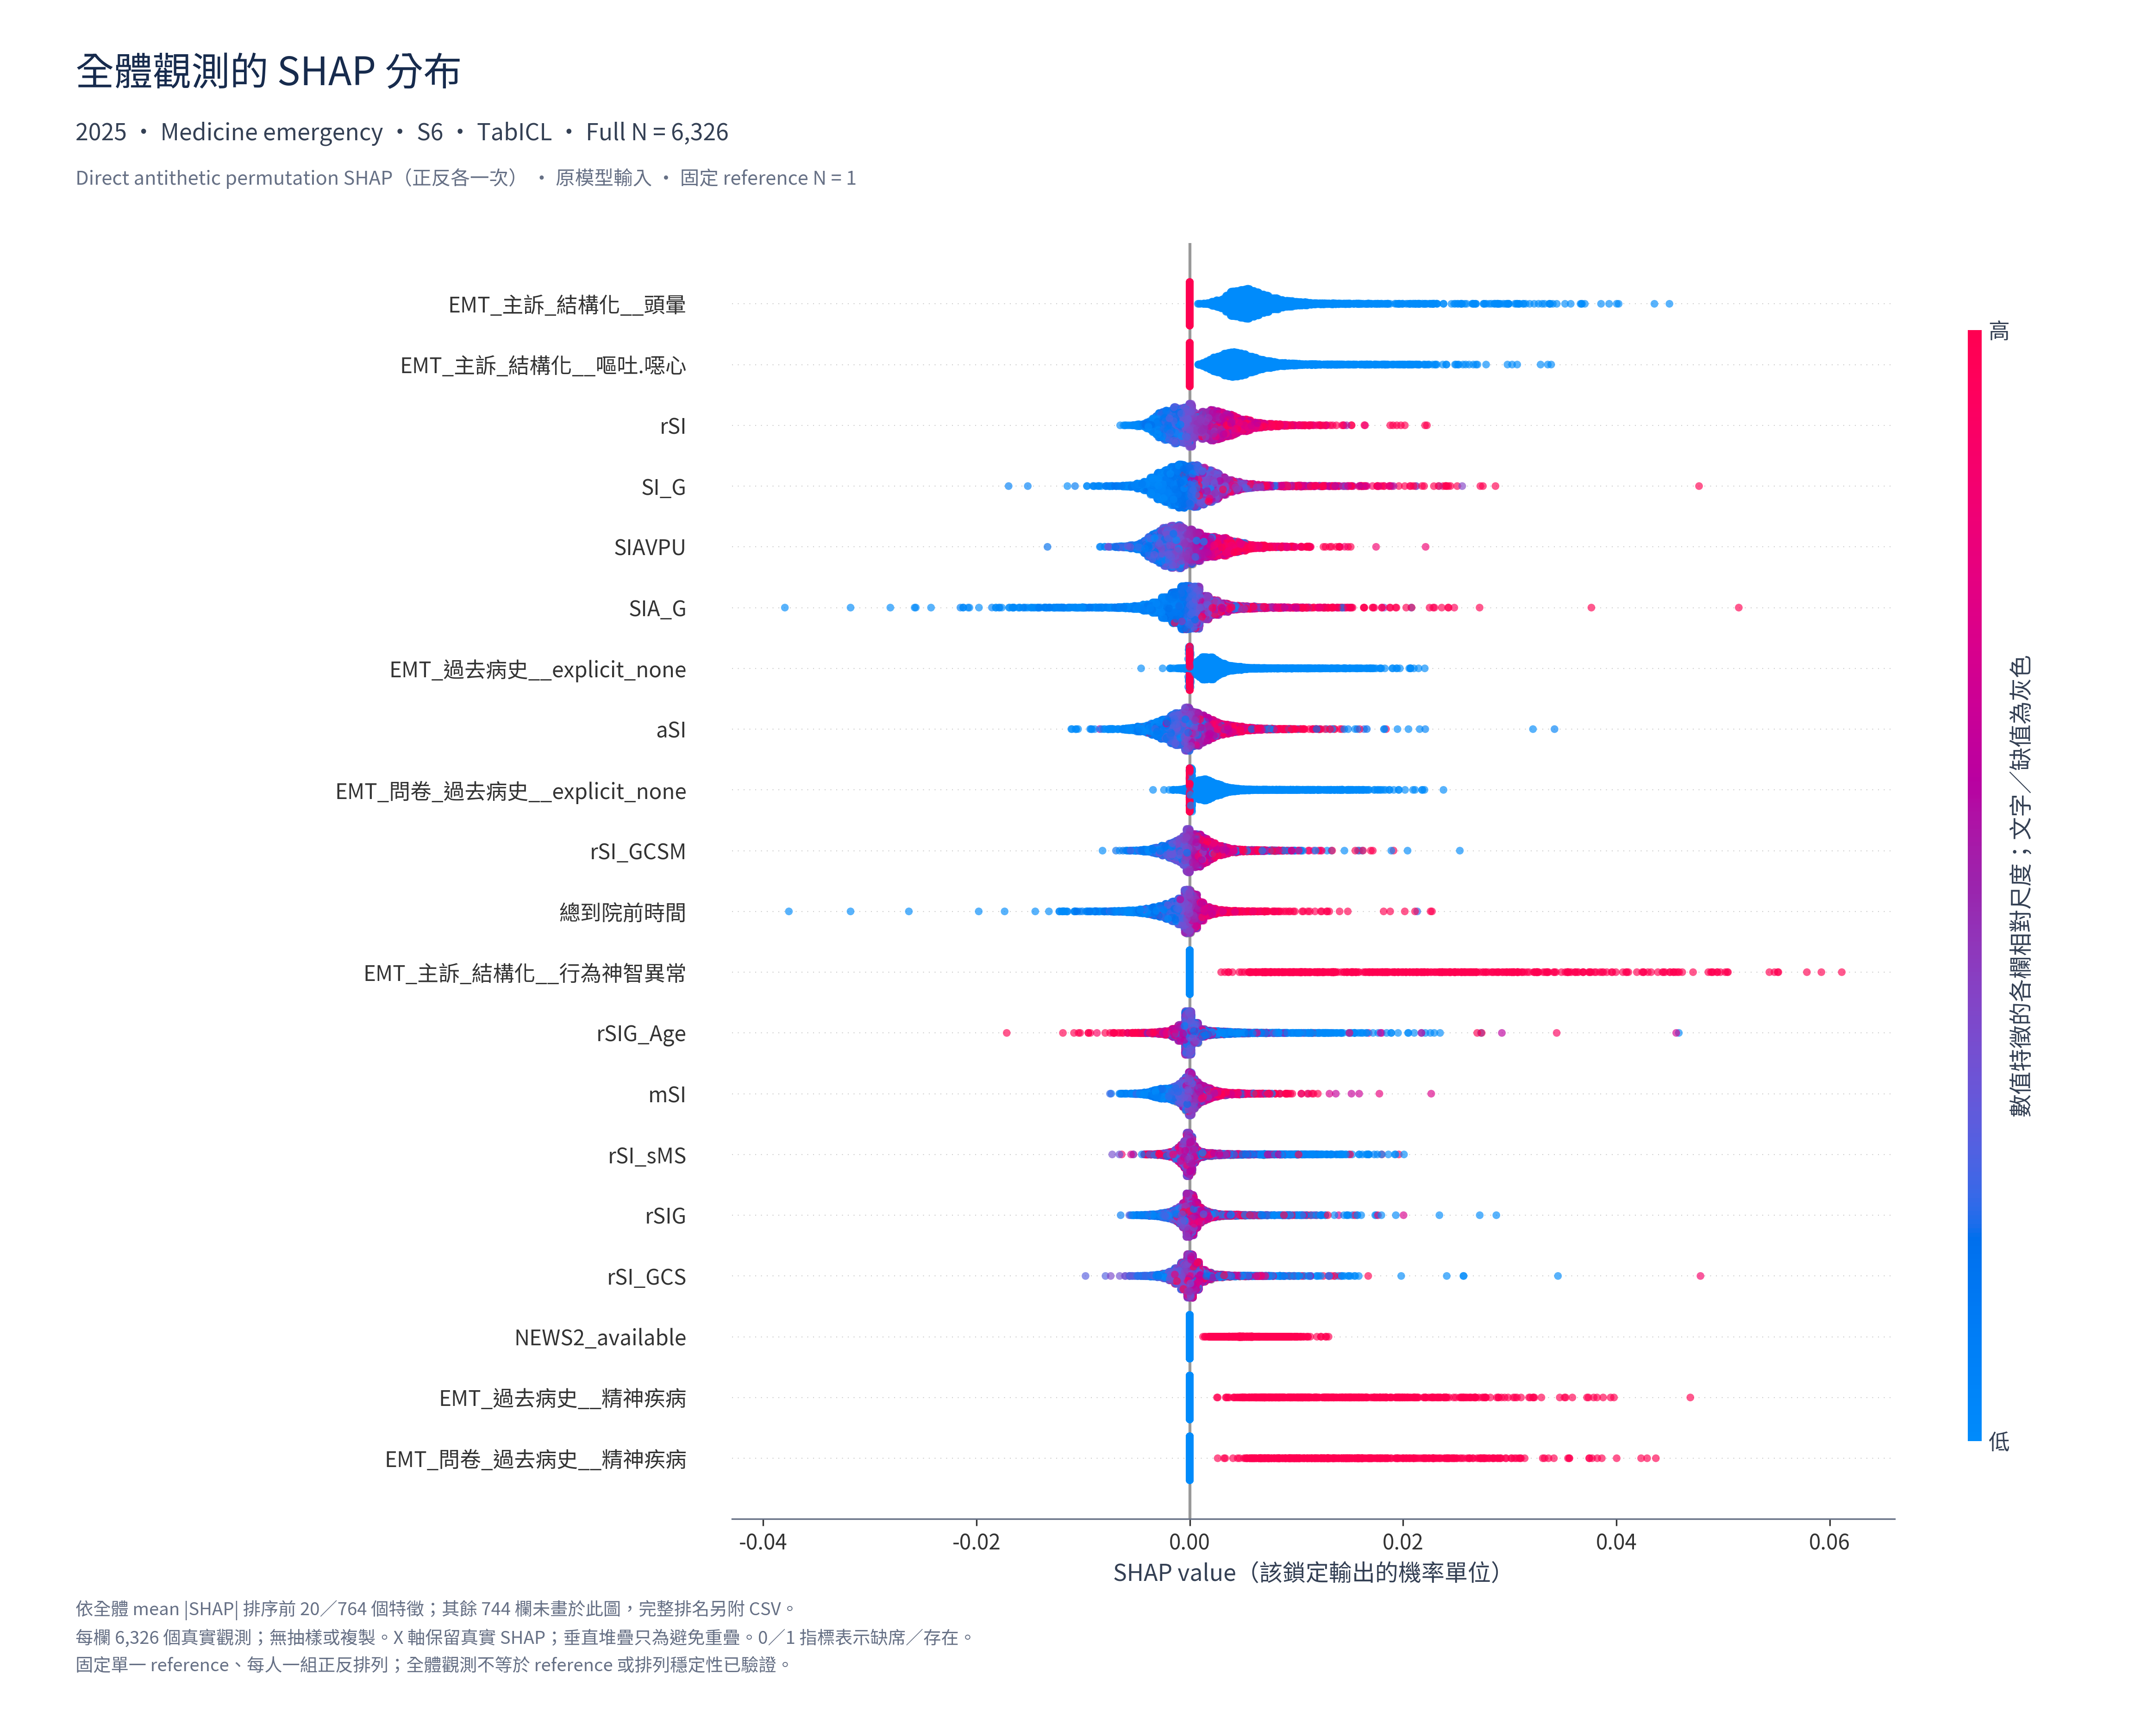 全體觀測的 SHAP 分布
2025 • Medicine emergency • S6 • TabICL • Full N = 6,326
Direct antithetic permutation SHAP（正反各一次） • 原模型輸入 • 固定 reference N = 1
EMT_主訴_結構化__頭暈
EMT_主訴_結構化__嘔吐.噁心
rSI
SI_G
SIAVPU
SIA_G
EMT_過去病史__explicit_none
aSI
EMT_問卷_過去病史__explicit_none
rSI_GCSM
總到院前時間
EMT_主訴_結構化__行為神智異常
rSIG_Age
mSI
rSI_sMS
rSIG
rSI_GCS
NEWS2_available
EMT_過去病史__精神疾病
EMT_問卷_過去病史__精神疾病
-0.04 -0.02 0.00 0.02 0.04 0.06
SHAP value（該鎖定輸出的機率單位）
高
數值特徵的各欄相對尺度；文字／缺值為灰色
低
依全體 mean |SHAP| 排序前 20／764 個特徵；其餘 744 欄未畫於此圖，完整排名另附 CSV。
每欄 6,326 個真實觀測；無抽樣或複製。X 軸保留真實 SHAP；垂直堆疊只為避免重疊。0／1 指標表示缺席／存在。
固定單一 reference、每人一組正反排列；全體觀測不等於 reference 或排列穩定性已驗證。